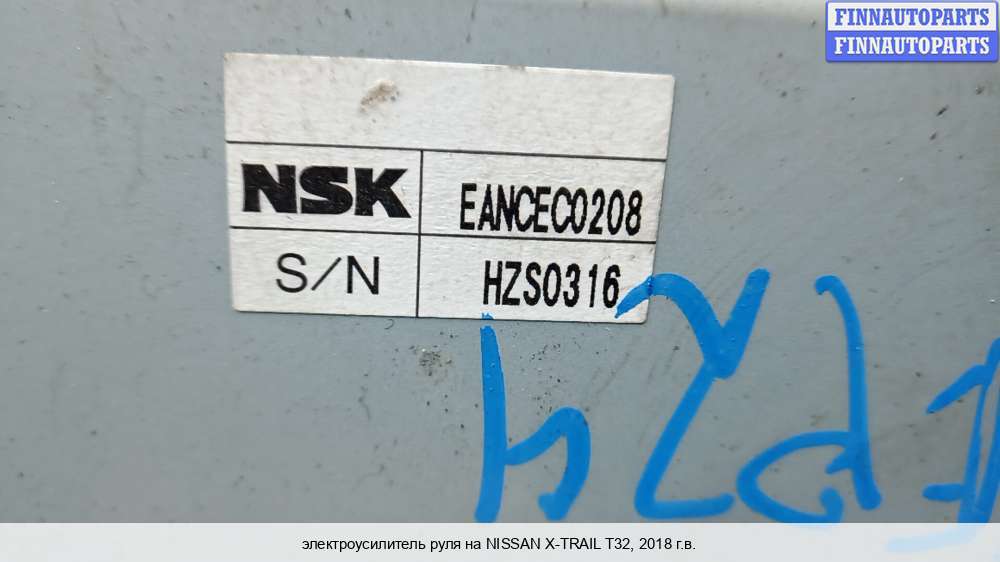 FINNAUTOPARTS
FINNAUTOPARTS
NSK EANCEC0208
S/N HZS0316
электроусилитель руля на NISSAN X-TRAIL T32, 2018 г.в.